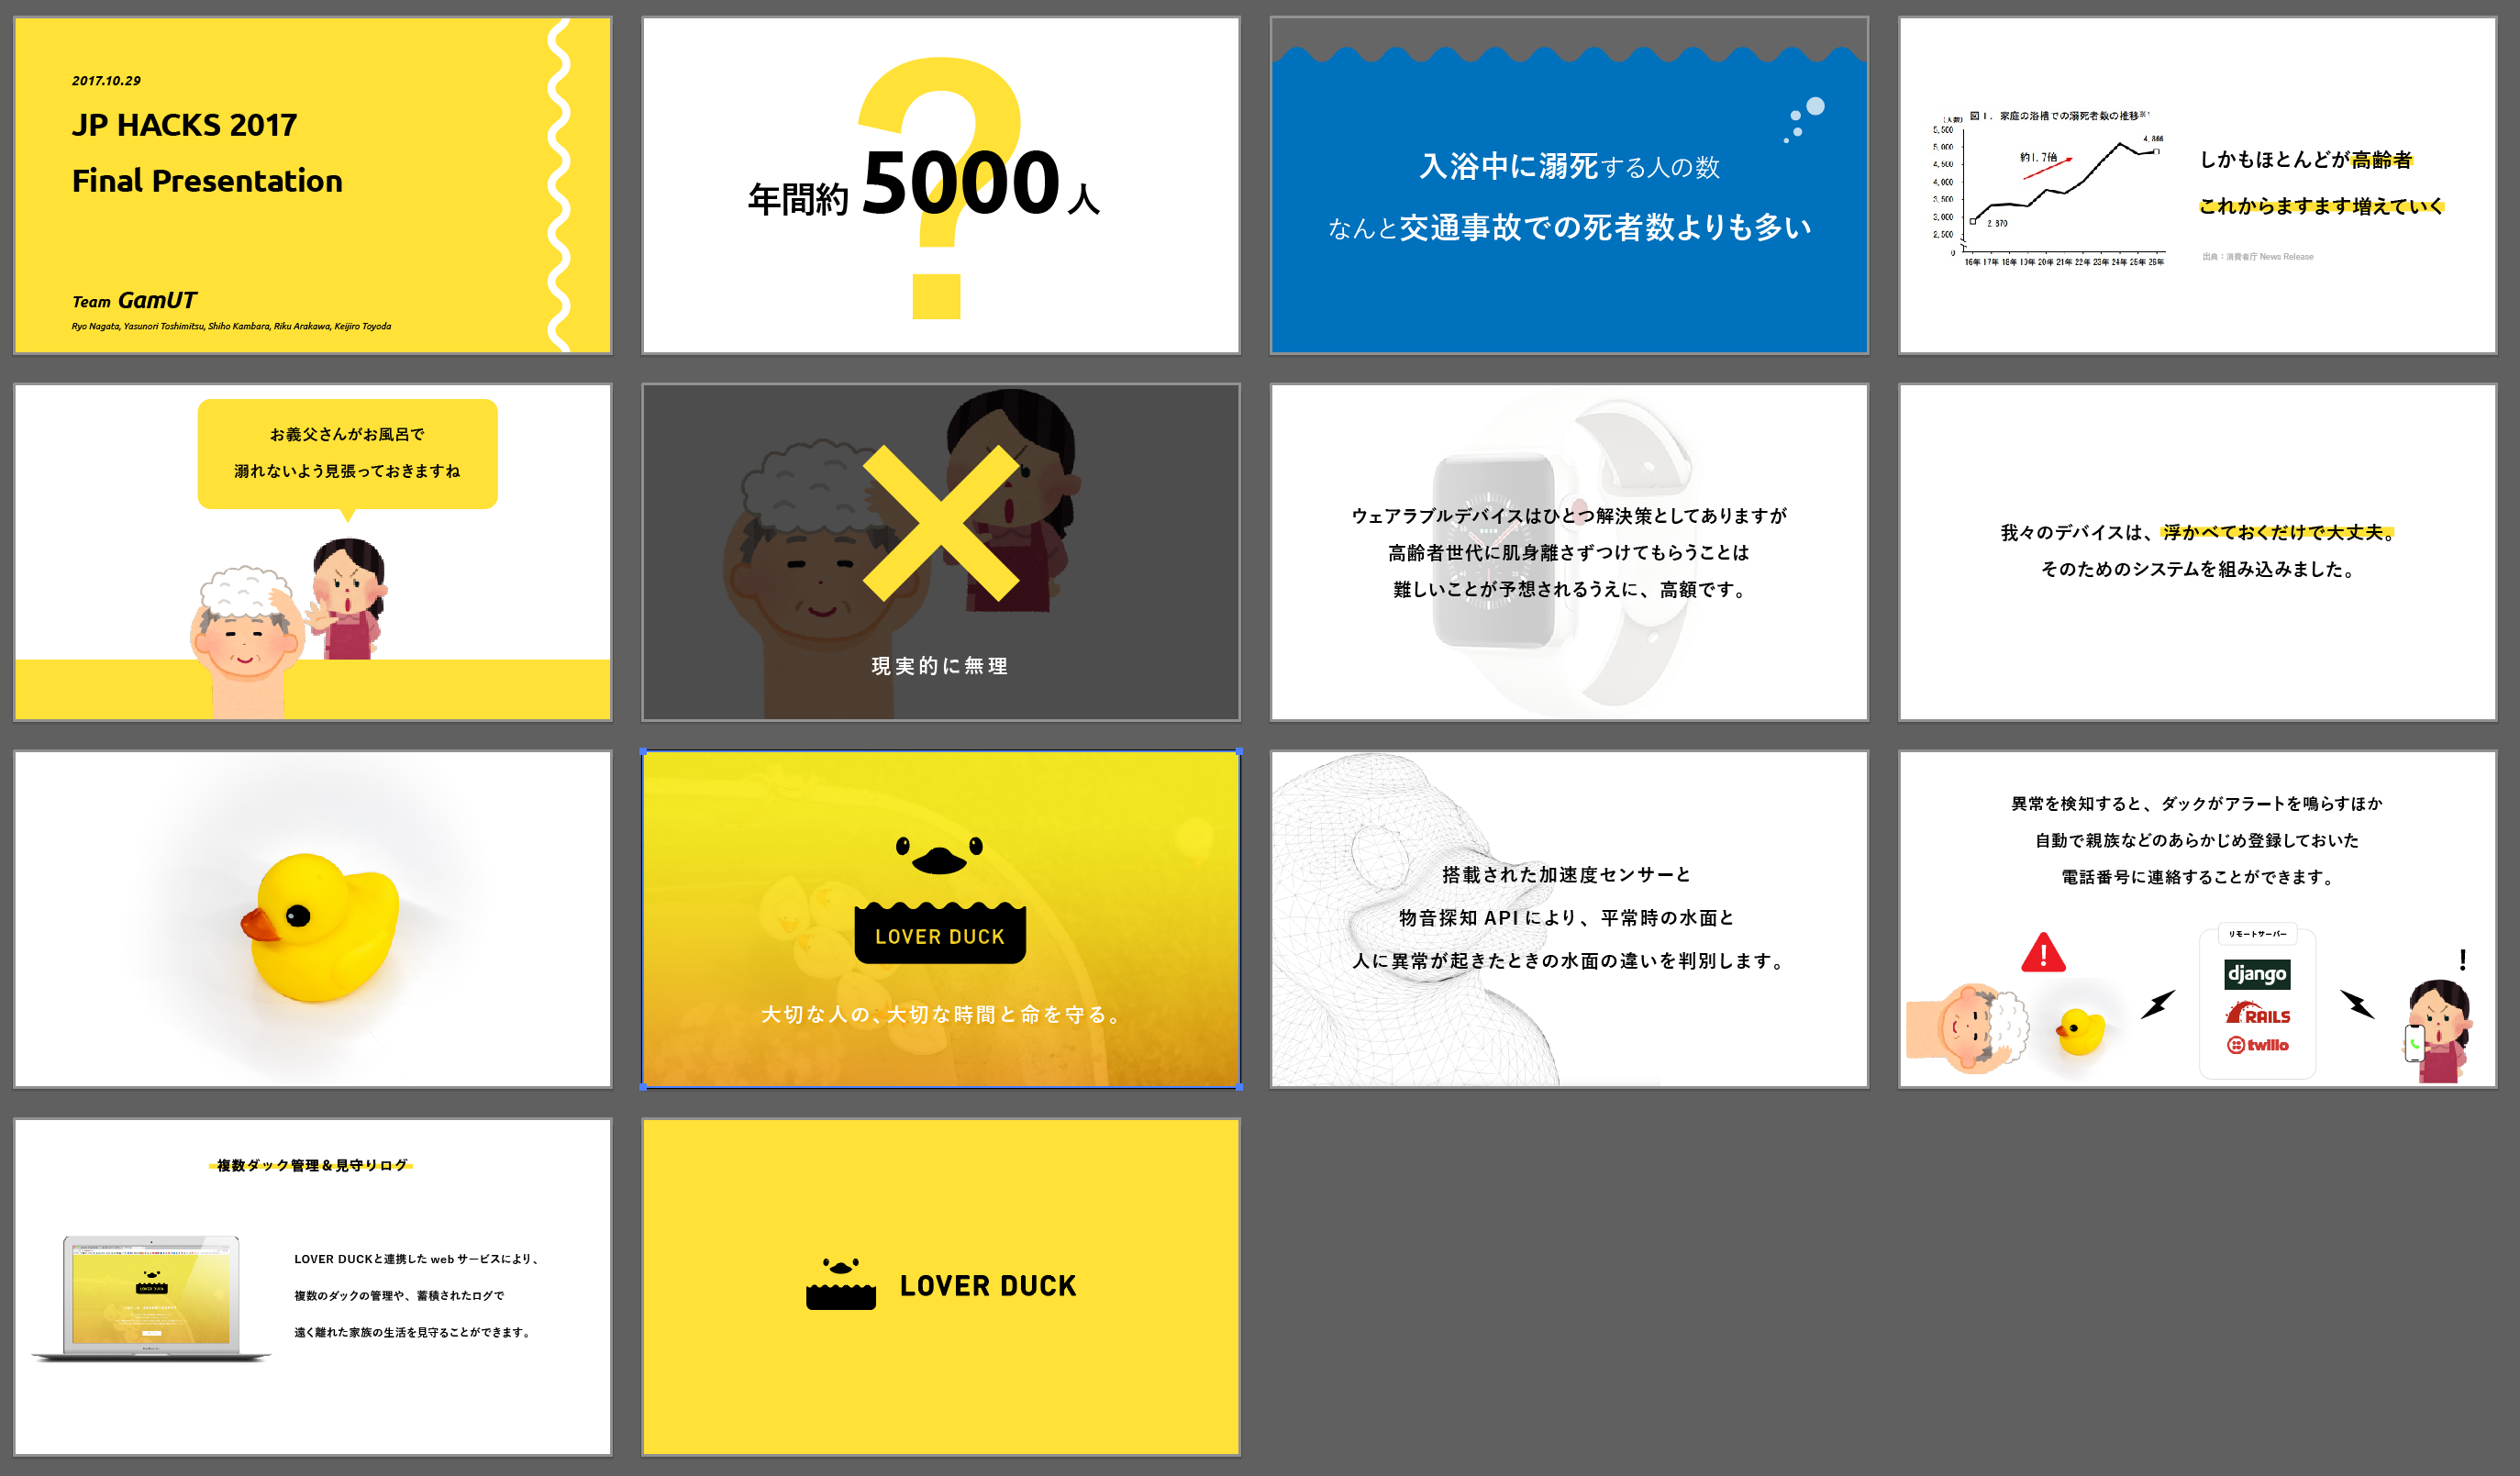 2017.10.29
JP HACKS 2017
Final Presentation
Team GamUT
Ryo Nagata, Yasunori Toshimitsu, Shiho Kambara, Riku Arakawa, Keijiro Toyoda
?
年間約 5000 人
入浴中に溺死する人の数
なんと交通事故での死者数よりも多い
図1. 家庭の浴槽での溺死者数の推移※1
(人数)
5,500
5,000
4,500
4,000
3,500
3,000
2,500
0
約1.7倍
4,866
2,870
16年 17年 18年 19年 20年 21年 22年 23年 24年 25年 26年
しかもほとんどが高齢者
これからますます増えていく
出典：消費者庁 News Release
お義父さんがお風呂で
溺れないよう見張っておきますね
現実的に無理
ウェアラブルデバイスはひとつ解決策としてありますが
高齢者世代に肌身離さずつけてもらうことは
難しいことが予想されるうえに、高額です。
我々のデバイスは、浮かべておくだけで大丈夫。
そのためのシステムを組み込みました。
LOVER DUCK
大切な人の、大切な時間と命を守る。
搭載された加速度センサーと
物音探知 API により、平常時の水面と
人に異常が起きたときの水面の違いを判別します。
異常を検知すると、ダックがアラートを鳴らすほか
自動で親族などのあらかじめ登録しておいた
電話番号に連絡することができます。
!
リモートサーバー
django
RAILS
twilio
!
複数ダック管理＆見守りログ
LOVER DUCK
LOVER DUCKと連携した web サービスにより、
複数のダックの管理や、蓄積されたログで
遠く離れた家族の生活を見守ることができます。
LOVER DUCK